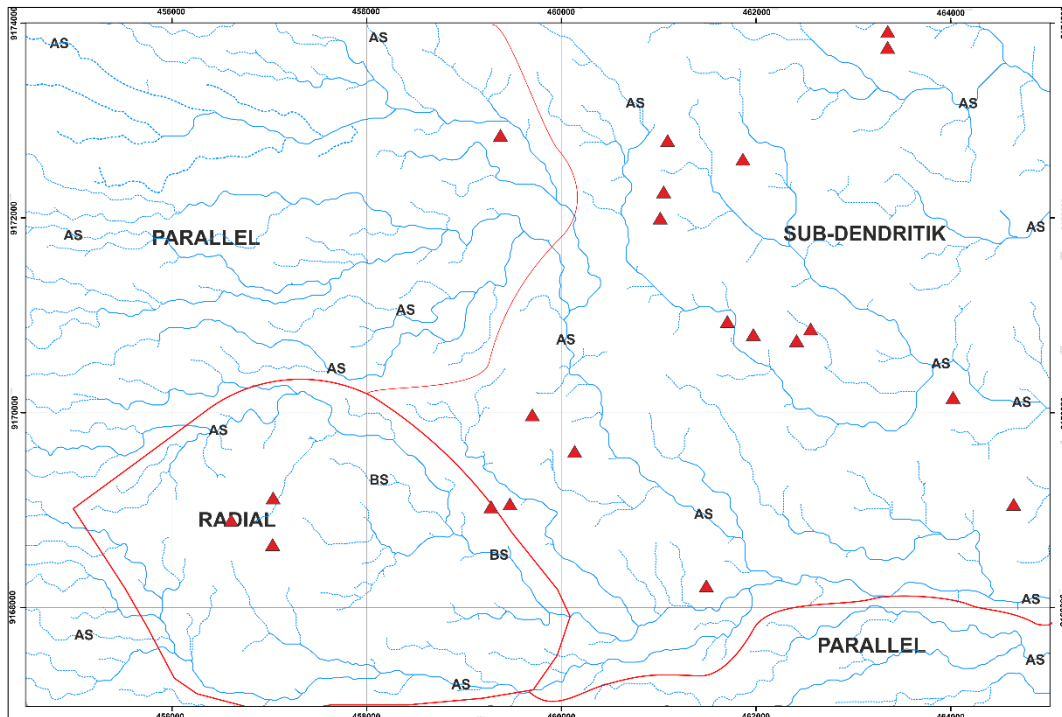 456000 458000 460000 462000 464000
9174000
AS AS
AS AS
9172000
PARALLEL SUB-DENDRITIK
AS AS
AS
AS
AS AS
AS
9170000
AS
BS
RADIAL
AS
BS
9168000
AS
AS
PARALLEL
AS
AS
456000 458000 460000 462000 464000